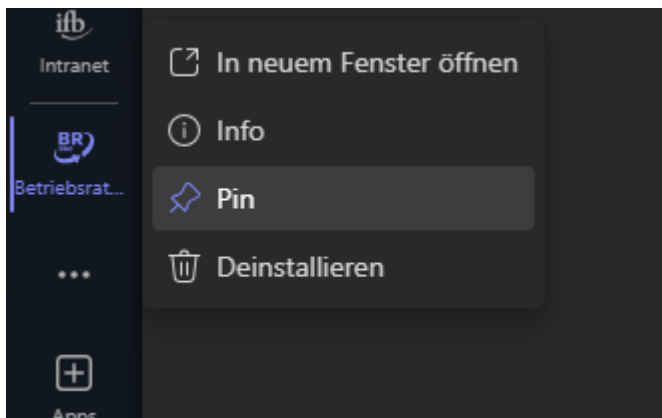 ifb
Intranet
In neuem Fenster öffnen
Info
BR
Betriebsrat...
Pin
Deinstallieren
Apps